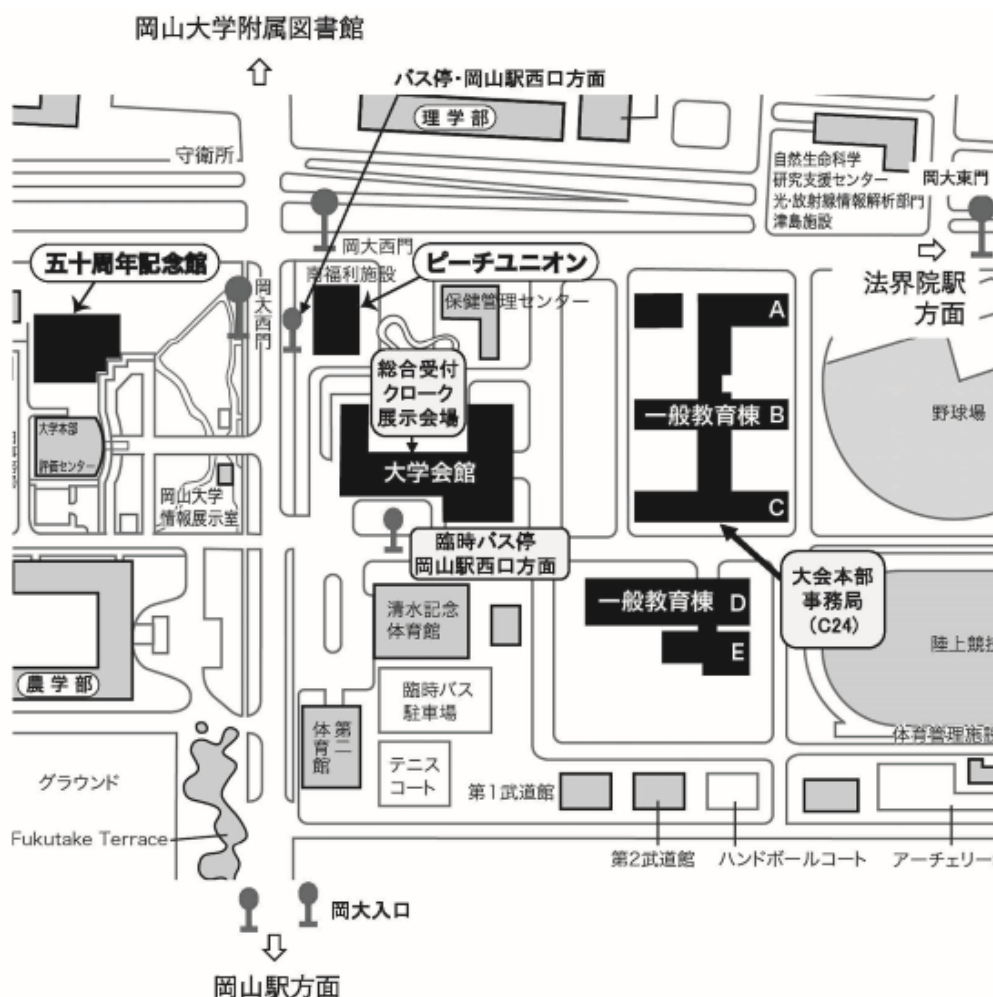 岡山大学附属図書館
バス停・岡山駅西口方面
理学部
守衛所
自然生命科学
研究支援センター
光・放射線情報解析部門
津島施設
岡大東門
岡大西門
法界院駅
方面
五十周年記念館
ピーチユニオン
南福利施設
岡大西門
保健管理センター
A
総合受付
クローク
展示会場
一般教育棟 B
野球場
大学本部
評価センター
大学会館
岡山大学
情報展示室
C
臨時バス停
岡山駅西口方面
大会本部
事務局
(C24)
清水記念
体育館
一般教育棟 D
E
陸上競技
農学部
臨時バス
駐車場
第二
体育館
体育管理施設
グラウンド
テニス
コート
第1武道館
Fukutake Terrace
第2武道館
ハンドボールコート
アーチェリー
岡大入口
岡山駅方面